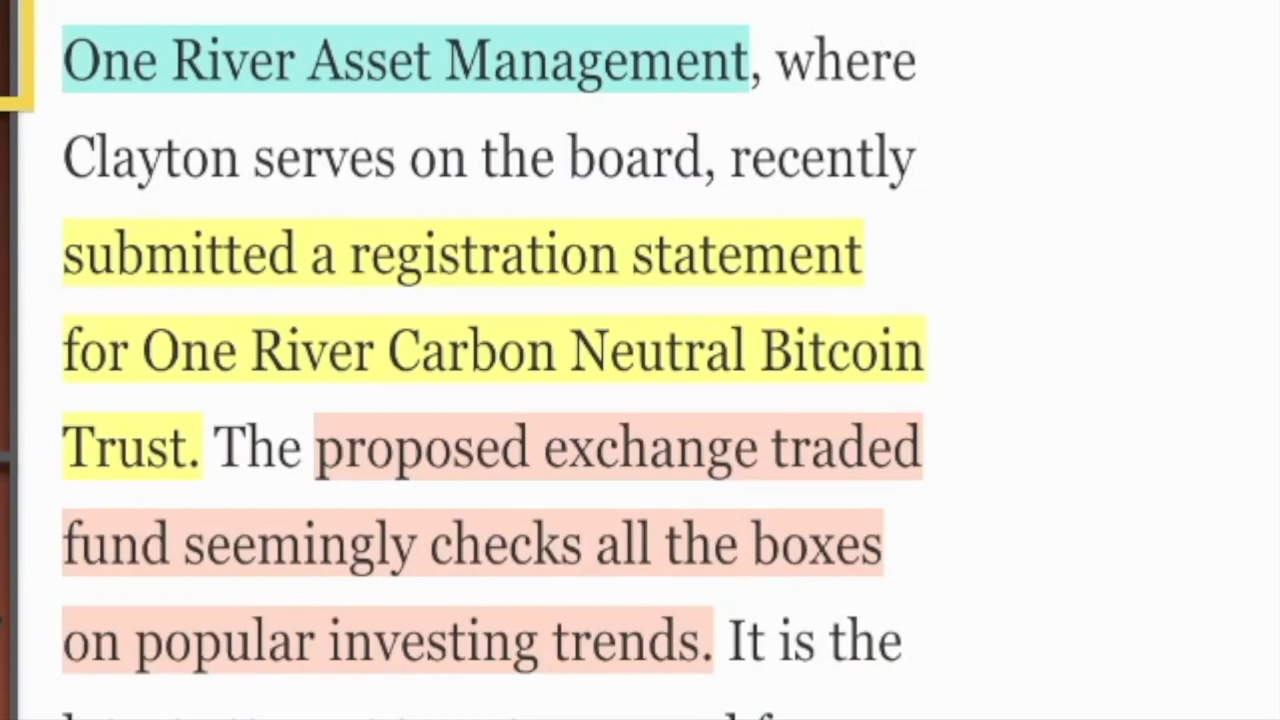 One River Asset Management, where
Clayton serves on the board, recently
submitted a registration statement
for One River Carbon Neutral Bitcoin
Trust. The proposed exchange traded
fund seemingly checks all the boxes
on popular investing trends. It is the